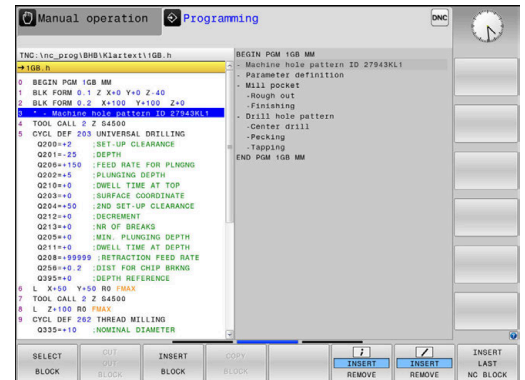 Manual operation
Programming
DNC
TNC:\nc_prog\BHB\Klartext\1GB.h
→1GB.h
0 BEGIN PGM 1GB MM
1 BLK FORM 0.1 Z X+0 Y+0 Z-40
2 BLK FORM 0.2 X+100 Y+100 Z+0
3 * - Machine hole pattern ID 27943KL1
4 TOOL CALL 2 Z S4500
5 CYCL DEF 203 UNIVERSAL DRILLING
Q200=+2 ;SET-UP CLEARANCE
Q201=-25 ;DEPTH
Q206=+150 ;FEED RATE FOR PLNGNG
Q202=+5 ;PLUNGING DEPTH
Q210=+0 ;DWELL TIME AT TOP
Q203=+0 ;SURFACE COORDINATE
Q204=+50 ;2ND SET-UP CLEARANCE
Q212=+0 ;DECREMENT
Q213=+0 ;NR OF BREAKS
Q205=+0 ;MIN. PLUNGING DEPTH
Q211=+0 ;DWELL TIME AT DEPTH
Q208=+99999 ;RETRACTION FEED RATE
Q256=+0.2 ;DIST FOR CHIP BRKNG
Q395=+0 ;DEPTH REFERENCE
6 L X+50 Y+50 R0 FMAX
7 TOOL CALL 2 Z S4500
8 L Z+100 R0 FMAX
9 CYCL DEF 262 THREAD MILLING
Q335=+10 ;NOMINAL DIAMETER
BEGIN PGM 1GB MM
- Machine hole pattern ID 27943KL1
- Parameter definition
- Mill pocket
-Rough out
-Finishing
- Drill hole pattern
-Center drill
-Pecking
-Tapping
END PGM 1GB MM
SELECT
BLOCK
CUT
OUT
BLOCK
INSERT
BLOCK
COPY
BLOCK
INSERT
REMOVE
INSERT
REMOVE
INSERT
LAST
NC BLOCK